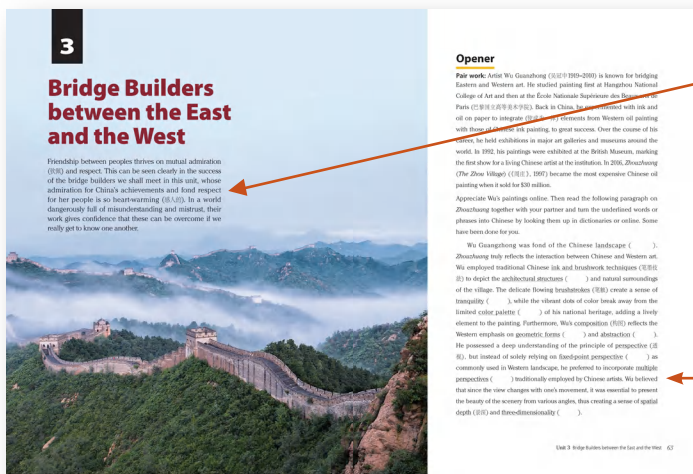 3
Bridge Builders
between the East
and the West
Friendship between peoples thrives on mutual admiration
(钦佩) and respect. This can be seen clearly in the success
of the bridge builders we shall meet in this unit, whose
admiration for China's achievements and fond respect
for her people is so heart-warming (感人的). In a world
dangerously full of misunderstanding and mistrust, their
work gives confidence that these can be overcome if we
really get to know one another.
Opener
Pair work: Artist Wu Guanzhong (吴冠中 1919–2010) is known for bridging
Eastern and Western art. He studied painting first at Hangzhou National
College of Art and then at the École Nationale Supérieure des Beaux-Arts de
Paris (巴黎国立高等美术学院). Back in China, he experimented with ink and
oil on paper to integrate elements from Western oil painting
with those of Chinese ink painting, to great success. Over the course of his
career, he held exhibitions in major art galleries and museums around the
world. In 1992, his paintings were exhibited at the British Museum, marking
the first show for a living Chinese artist at the institution. In 2016, Zhouzhuang
(The Zhou Village) (《周庄》, 1997) became the most expensive oil
painting when it sold for $30 million.
Appreciate Wu's paintings online. Then read the following paragraph on
Zhouzhuang together with your partner and turn the underlined words or
phrases into Chinese by looking them up in dictionaries or online. Some
have been done for you.
Wu Guangzhong was fond of the Chinese landscape ( ).
Zhouzhuang truly reflects the interaction between Chinese and Western art.
Wu employed traditional Chinese ink and brushwork techniques (笔墨技
法) to depict the architectural structures ( ) and natural surroundings
of the village. The delicate flowing brushstrokes (笔触) create a sense of
tranquility ( ), while the vibrant dots of color break away from the
limited color palette ( ) of his national heritage, adding a lively
element to the painting. Furthermore, Wu's composition (构图) reflects the
Western emphasis on geometric forms ( ) and abstraction ( ).
He possessed a deep understanding of the principle of perspective (透
视), but instead of solely relying on fixed-point perspective ( ) as
commonly used in Western landscape, he preferred to incorporate multiple
perspectives ( ) traditionally employed by Chinese artists. Wu believed
that since the view changes with one's movement, it was essential to present
the beauty of the scenery from various angles, thus creating a sense of spatial
depth (景深) and three-dimensionality ( ).
Unit 3 Bridge Builders between the East and the West 63